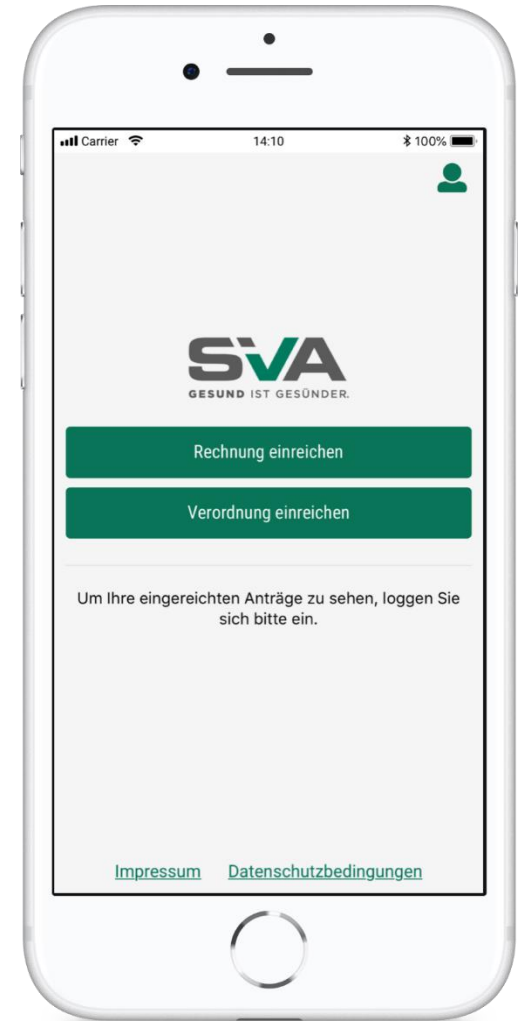 Carrier 14:10 100%
SVA
GESUND IST GESÜNDER.
Rechnung einreichen
Verordnung einreichen
Um Ihre eingereichten Anträge zu sehen, loggen Sie
sich bitte ein.
Impressum Datenschutzbedingungen